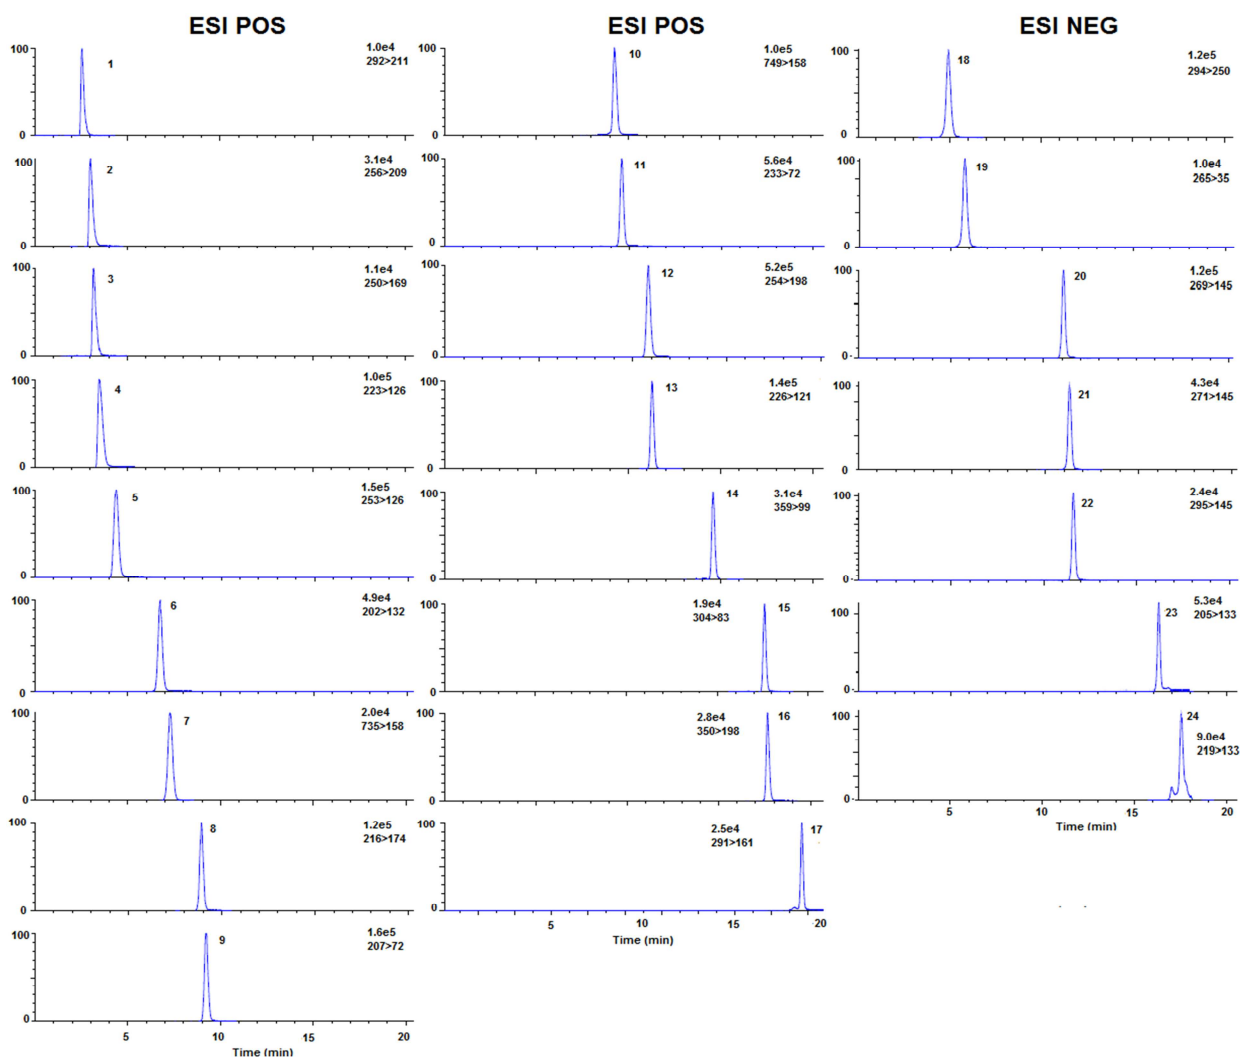 ESI POS
ESI POS
ESI NEG
100
1
1.0e4
292>211
0
100
2
3.1e4
256>209
0
100
3
1.1e4
250>169
0
100
4
1.0e5
223>126
0
100
5
1.5e5
253>126
0
100
6
4.9e4
202>132
0
100
7
2.0e4
735>158
0
100
8
1.2e5
216>174
0
100
9
1.6e5
207>72
0
5 10 15 20
Time (min)
100
10
1.0e5
749>158
0
100
11
5.6e4
233>72
0
100
12
5.2e5
254>198
0
100
13
1.4e5
226>121
0
100
14
3.1e4
359>99
0
100
15
1.9e4
304>83
0
100
16
2.8e4
350>198
0
100
17
2.5e4
291>161
0
5 10 15 20
Time (min)
100
18
1.2e5
294>250
0
100
19
1.0e4
265>35
0
100
20
1.2e5
269>145
0
100
21
4.3e4
271>145
0
100
22
2.4e4
295>145
0
100
23
5.3e4
205>133
0
100
24
9.0e4
219>133
0
5 10 15 20
Time (min)